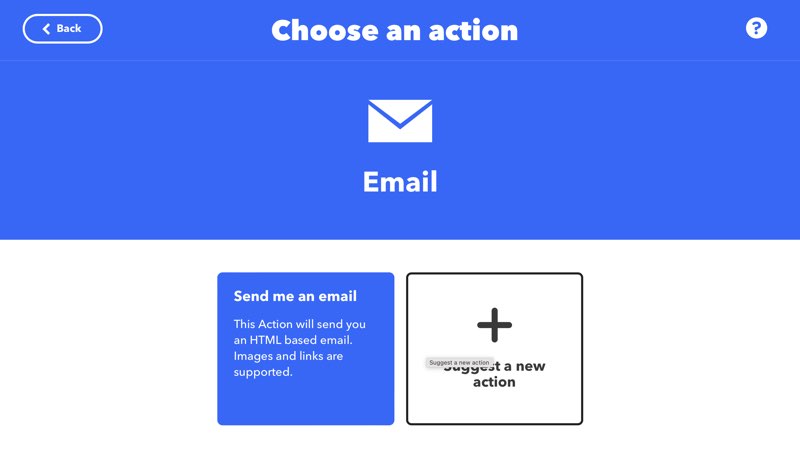 Back
Choose an action
?
Email
Send me an email
This Action will send you
an HTML based email.
Images and links are
supported.
Suggest a new action
Suggest a new
action